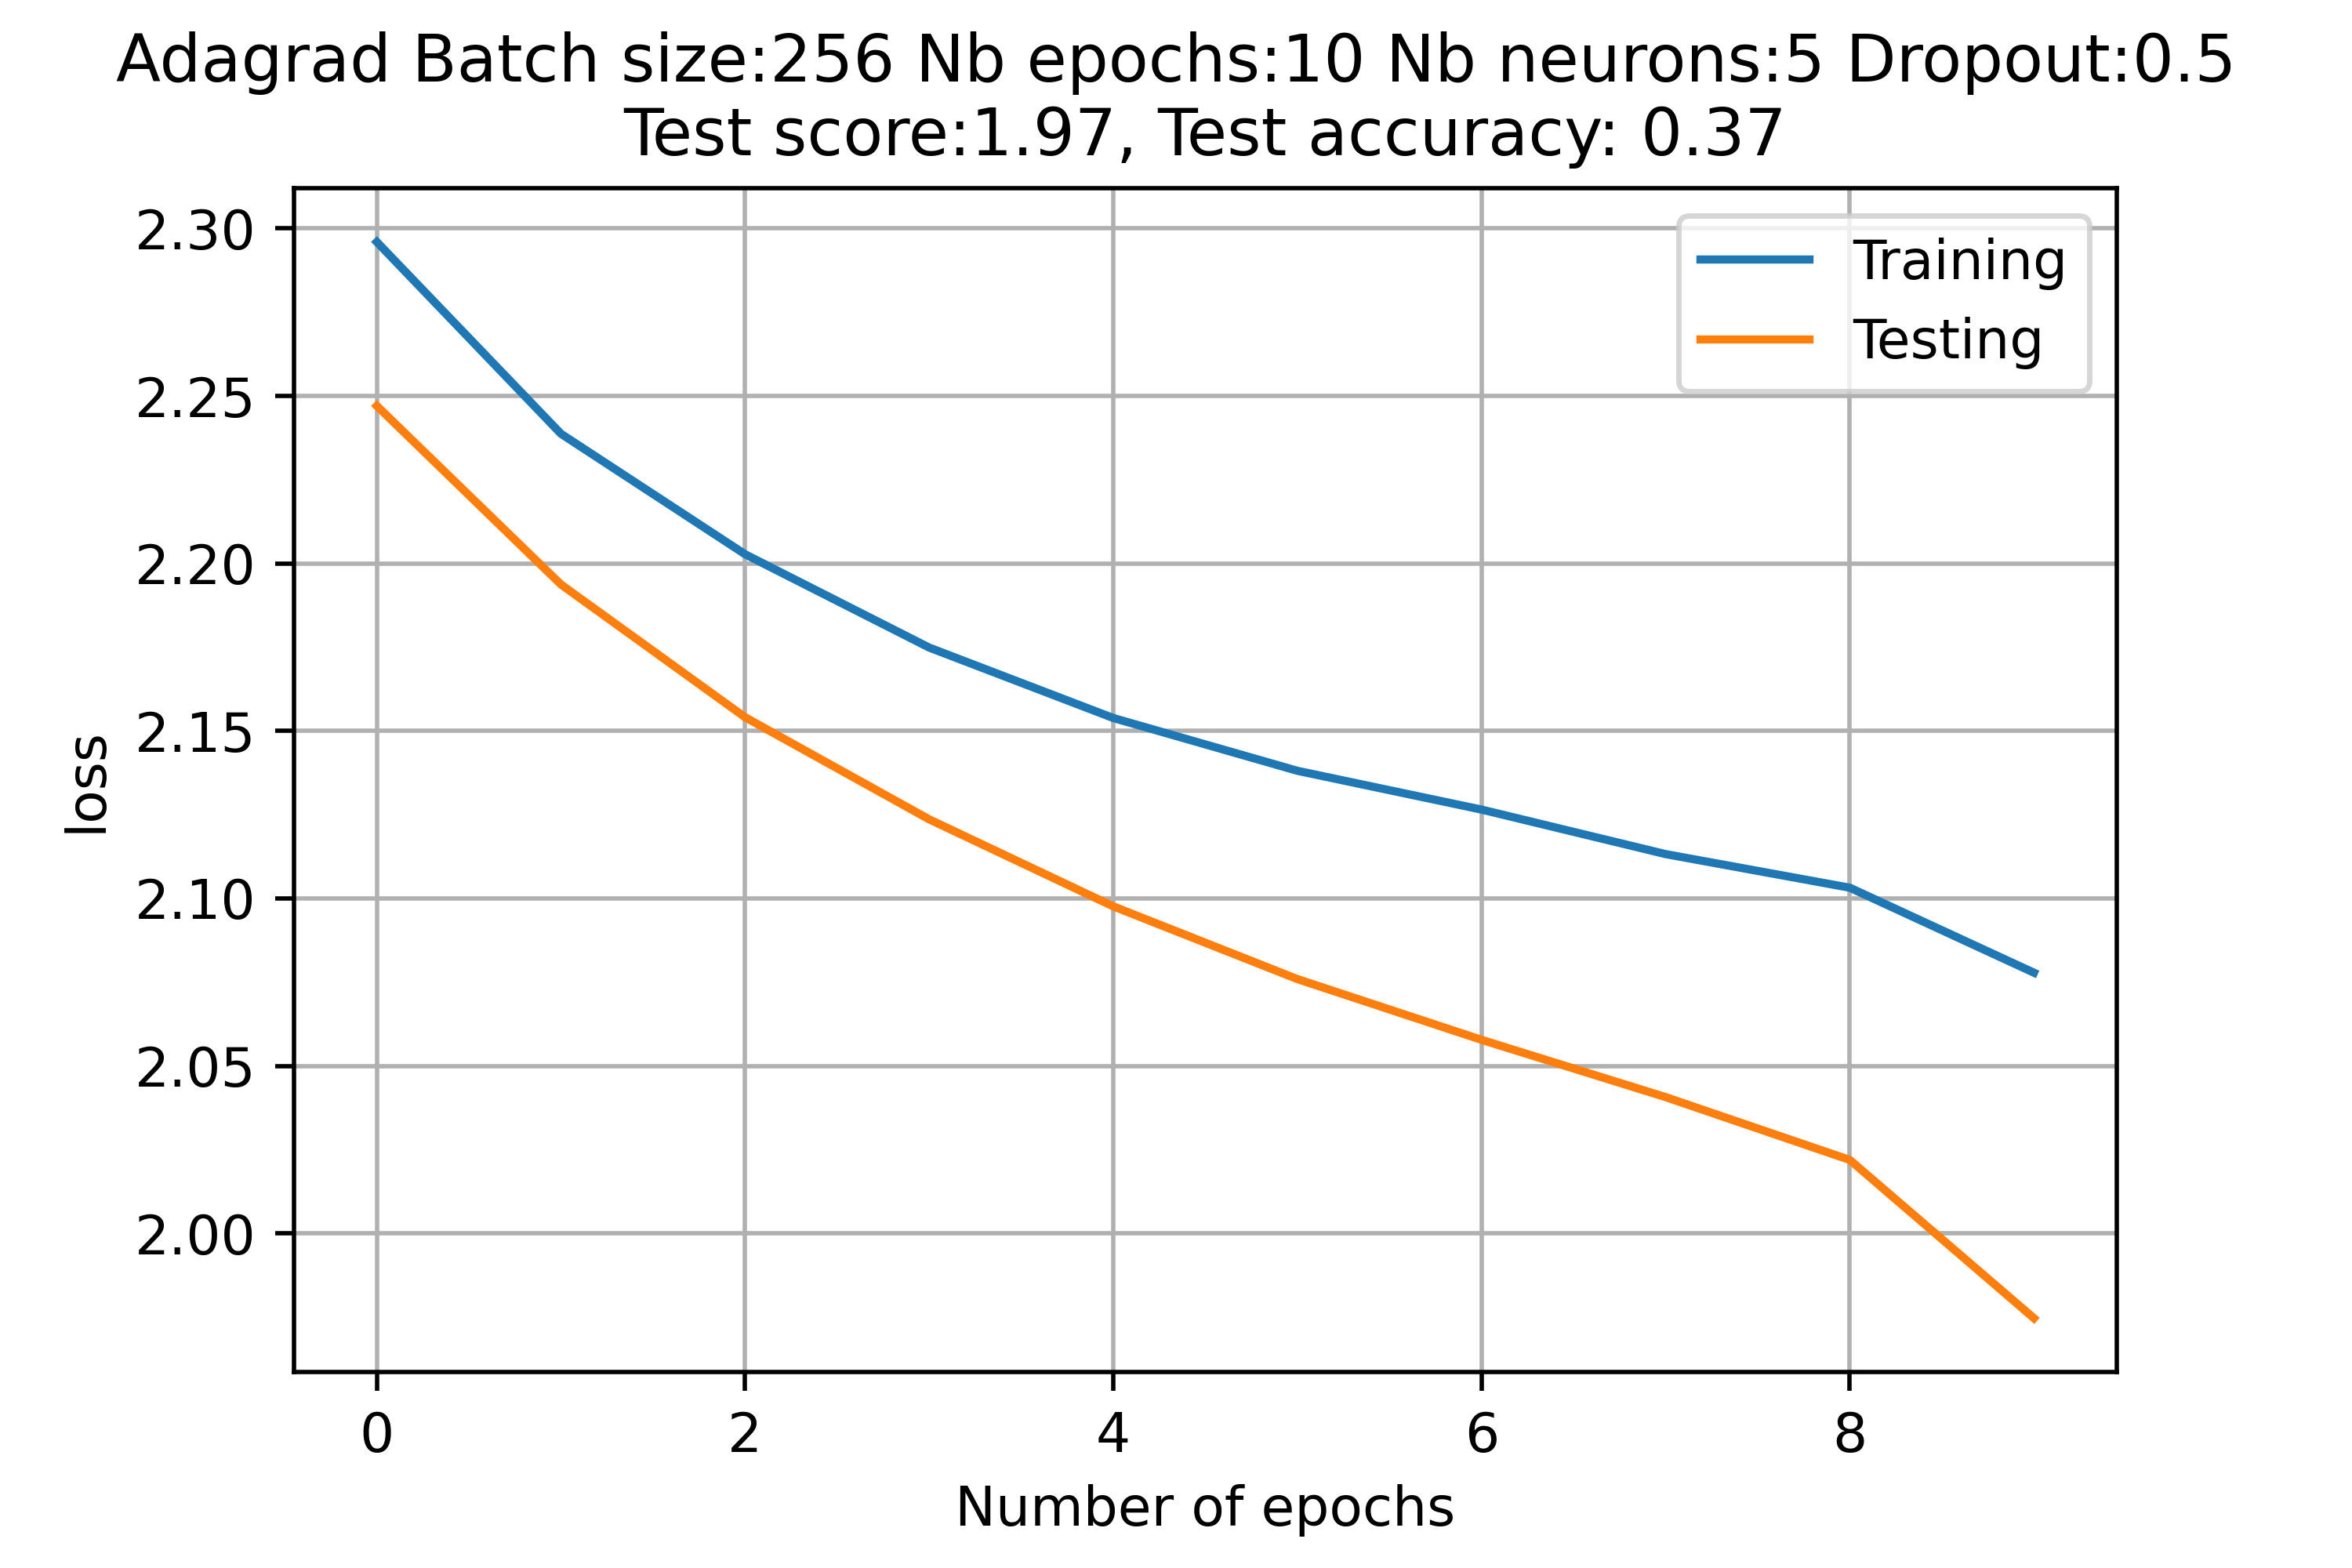 Adagrad Batch size:256 Nb epochs:10 Nb neurons:5 Dropout:0.5
Test score:1.97, Test accuracy: 0.37
2.30
2.25
2.20
2.15
2.10
2.05
2.00
loss
Training
Testing
0 2 4 6 8
Number of epochs